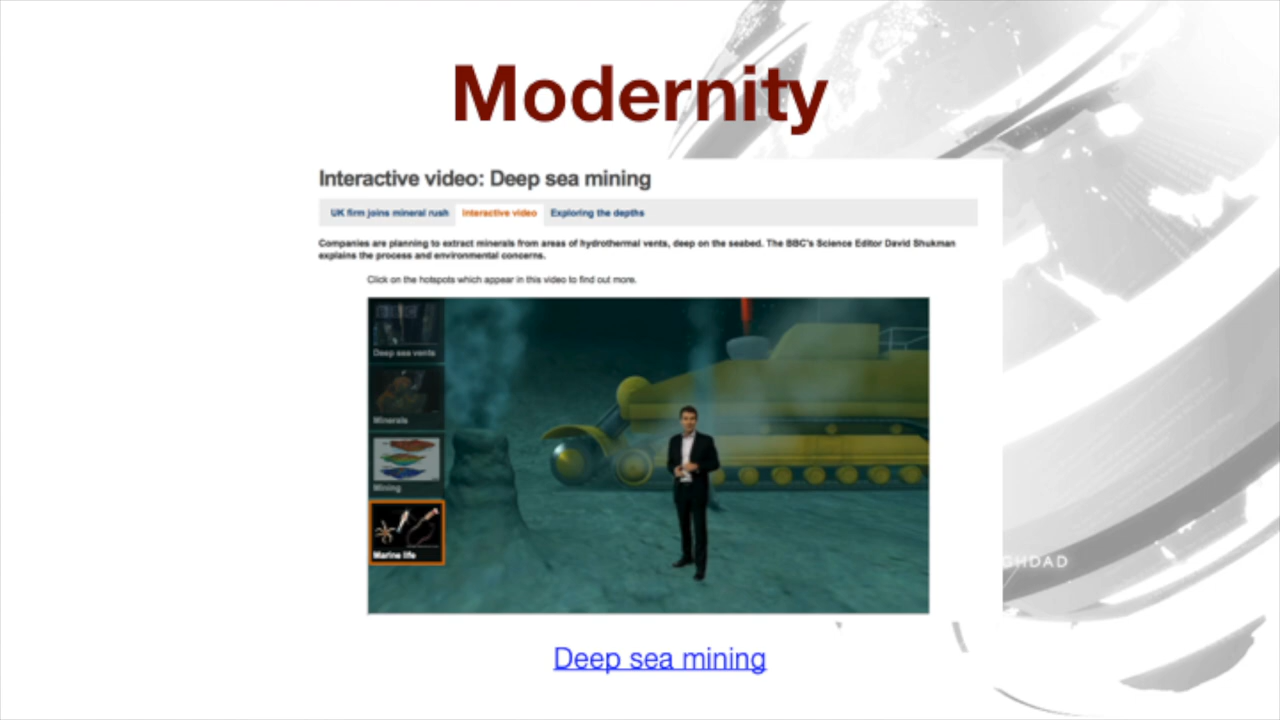 Modernity
Interactive video: Deep sea mining
UK firm joins mineral rush Interactive video Exploring the depths
Companies are planning to extract minerals from areas of hydrothermal vents, deep on the seabed. The BBC's Science Editor David Shukman
explains the process and environmental concerns.
Click on the hotspots which appear in this video to find out more.
Deep sea vents
Minerals
Mining
Marine life
GHDAD
Deep sea mining